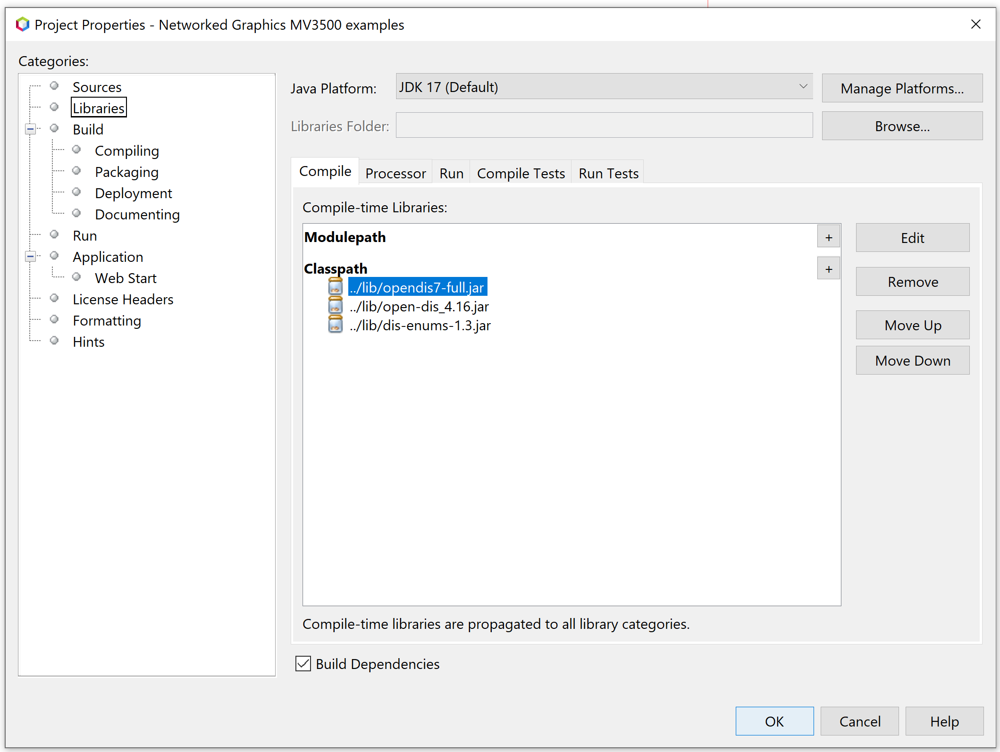 Project Properties - Networked Graphics MV3500 examples
Categories:
Sources
Libraries
Build
Compiling
Packaging
Deployment
Documenting
Run
Application
Web Start
License Headers
Formatting
Hints
Java Platform: JDK 17 (Default) Manage Platforms...
Libraries Folder: Browse...
Compile Processor Run Compile Tests Run Tests
Compile-time Libraries:
Modulepath +
Classpath +
../lib/opendis7-full.jar
../lib/open-dis_4.16.jar
../lib/dis-enums-1.3.jar
Edit
Remove
Move Up
Move Down
Compile-time libraries are propagated to all library categories.
Build Dependencies
OK Cancel Help